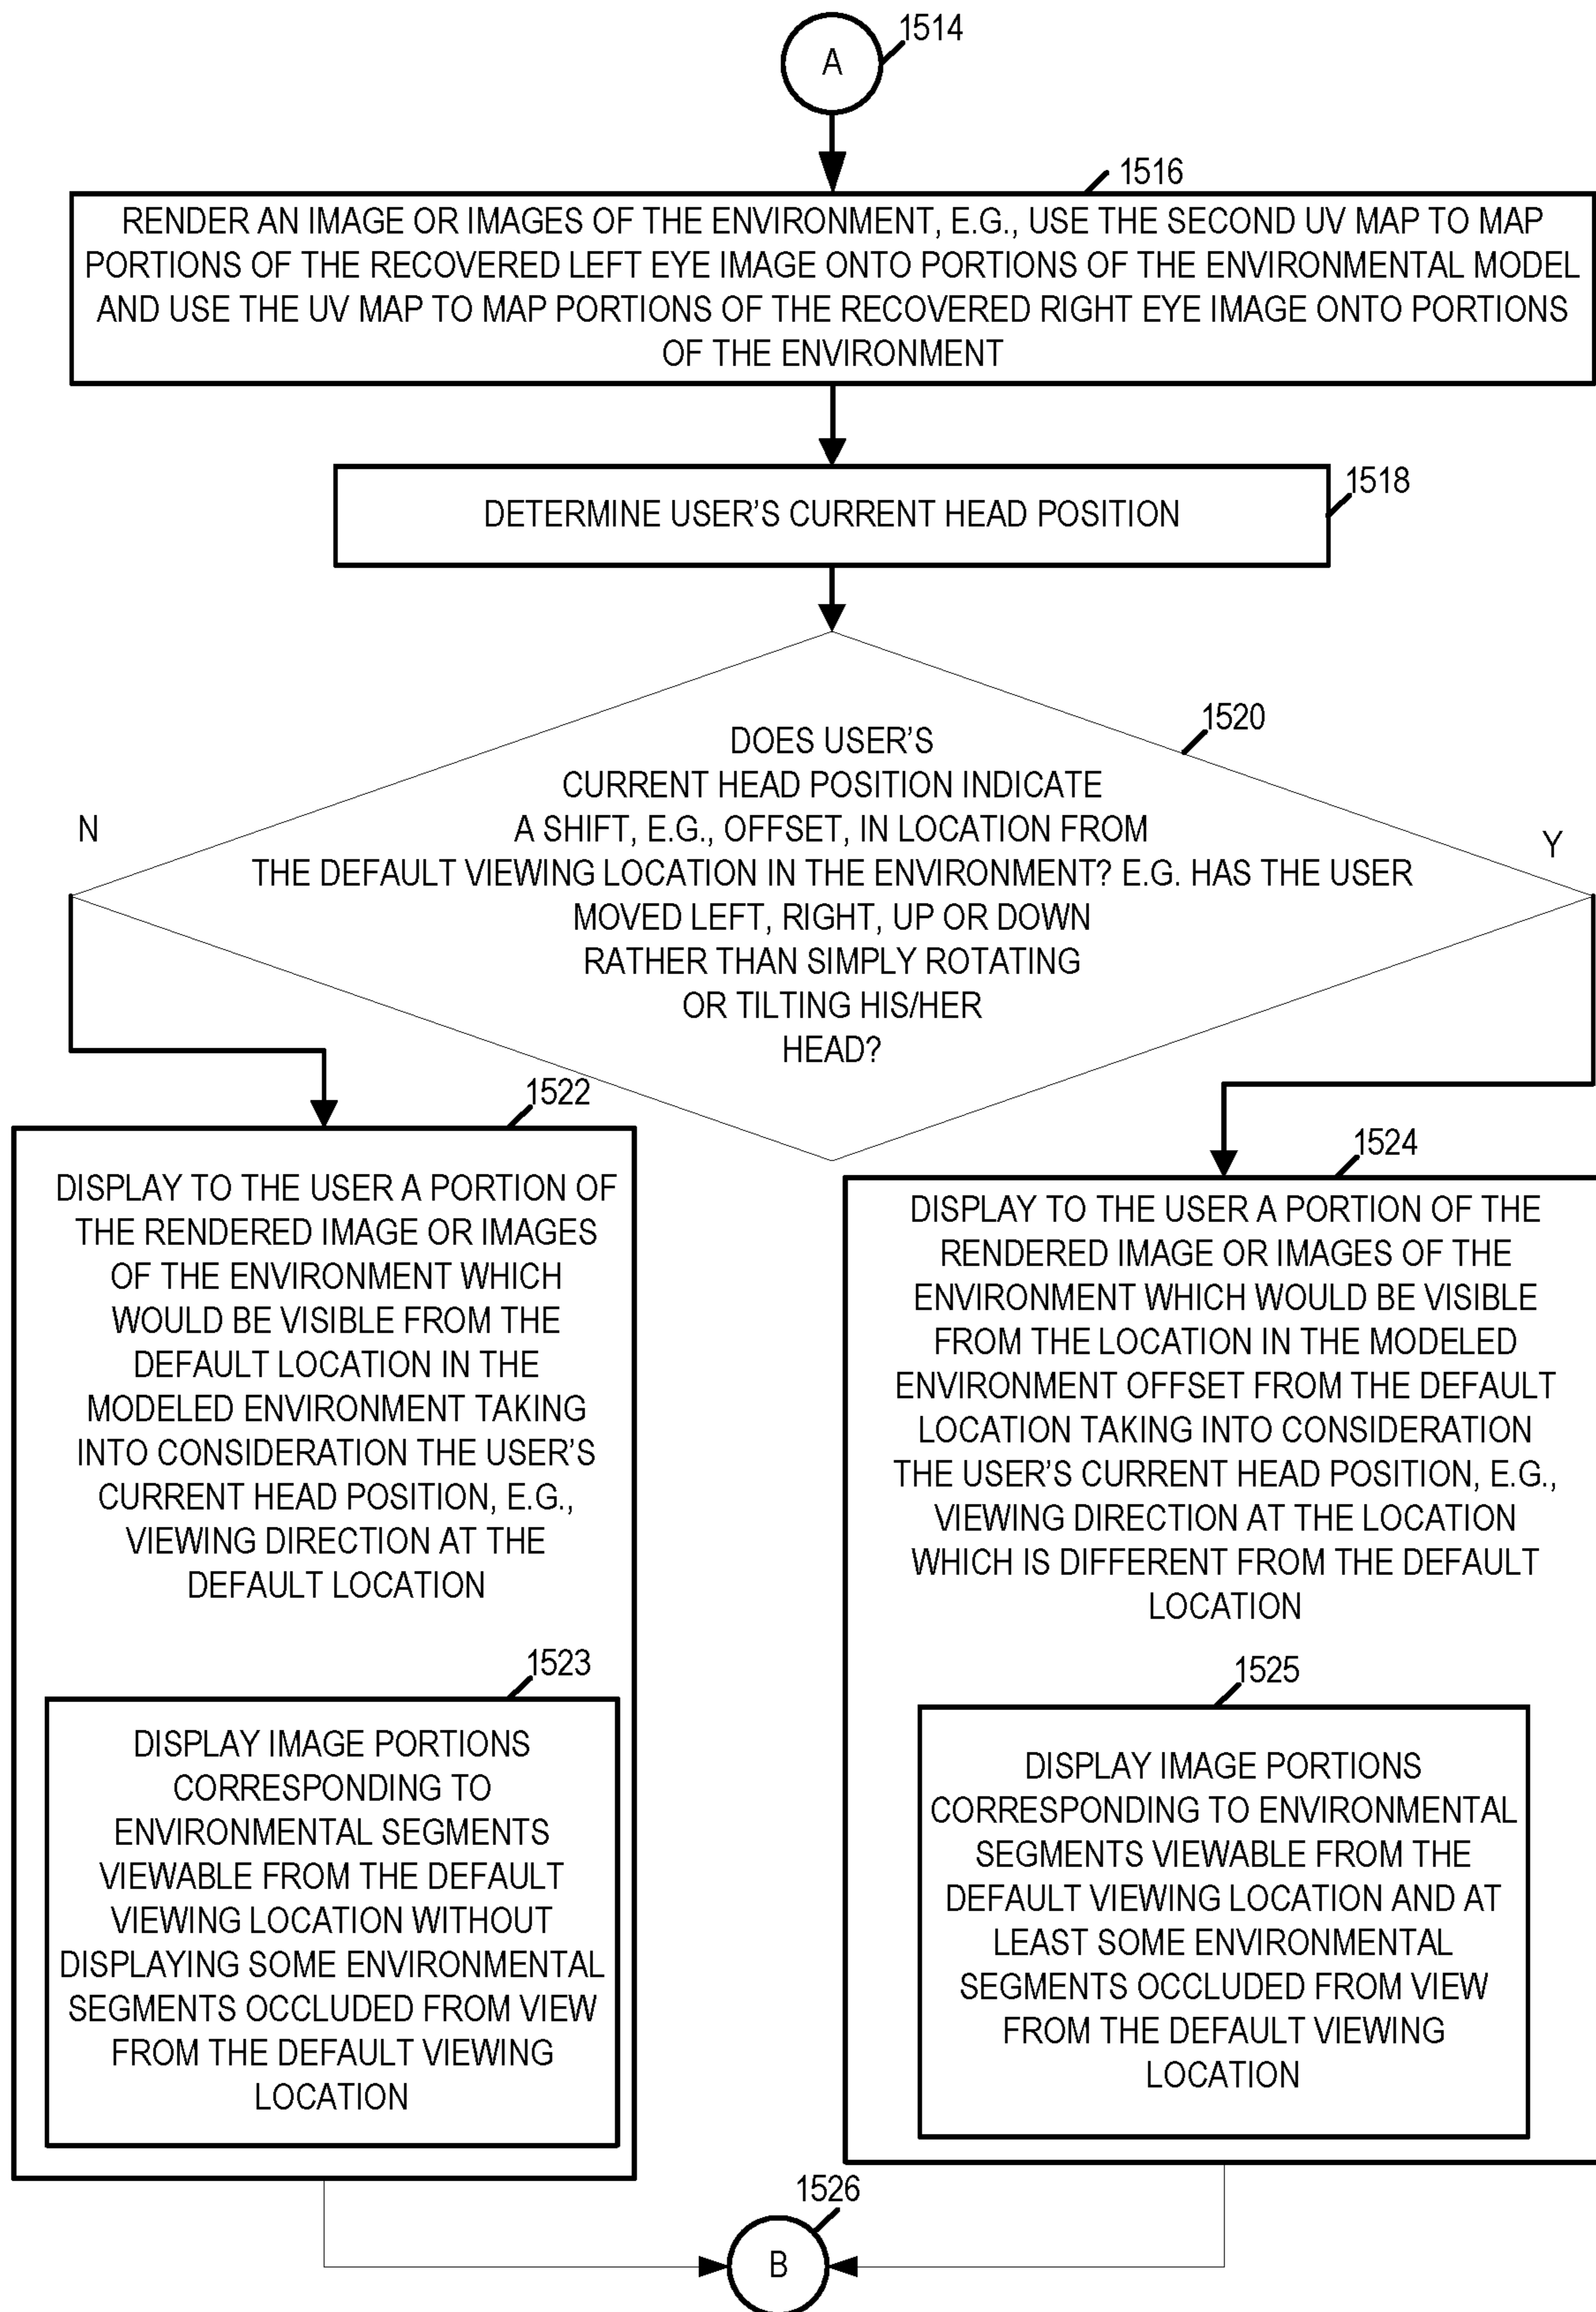 A
1514
1516
RENDER AN IMAGE OR IMAGES OF THE ENVIRONMENT, E.G., USE THE SECOND UV MAP TO MAP
PORTIONS OF THE RECOVERED LEFT EYE IMAGE ONTO PORTIONS OF THE ENVIRONMENTAL MODEL
AND USE THE UV MAP TO MAP PORTIONS OF THE RECOVERED RIGHT EYE IMAGE ONTO PORTIONS
OF THE ENVIRONMENT
1518
DETERMINE USER'S CURRENT HEAD POSITION
1520
DOES USER'S
CURRENT HEAD POSITION INDICATE
A SHIFT, E.G., OFFSET, IN LOCATION FROM
THE DEFAULT VIEWING LOCATION IN THE ENVIRONMENT? E.G. HAS THE USER
MOVED LEFT, RIGHT, UP OR DOWN
RATHER THAN SIMPLY ROTATING
OR TILTING HIS/HER
HEAD?
N
Y
1522
DISPLAY TO THE USER A PORTION OF
THE RENDERED IMAGE OR IMAGES
OF THE ENVIRONMENT WHICH
WOULD BE VISIBLE FROM THE
DEFAULT LOCATION IN THE
MODELED ENVIRONMENT TAKING
INTO CONSIDERATION THE USER'S
CURRENT HEAD POSITION, E.G.,
VIEWING DIRECTION AT THE
DEFAULT LOCATION
1523
DISPLAY IMAGE PORTIONS
CORRESPONDING TO
ENVIRONMENTAL SEGMENTS
VIEWABLE FROM THE DEFAULT
VIEWING LOCATION WITHOUT
DISPLAYING SOME ENVIRONMENTAL
SEGMENTS OCCLUDED FROM VIEW
FROM THE DEFAULT VIEWING
LOCATION
1524
DISPLAY TO THE USER A PORTION OF THE
RENDERED IMAGE OR IMAGES OF THE
ENVIRONMENT WHICH WOULD BE VISIBLE
FROM THE LOCATION IN THE MODELED
ENVIRONMENT OFFSET FROM THE DEFAULT
LOCATION TAKING INTO CONSIDERATION
THE USER'S CURRENT HEAD POSITION, E.G.,
VIEWING DIRECTION AT THE LOCATION
WHICH IS DIFFERENT FROM THE DEFAULT
LOCATION
1525
DISPLAY IMAGE PORTIONS
CORRESPONDING TO ENVIRONMENTAL
SEGMENTS VIEWABLE FROM THE
DEFAULT VIEWING LOCATION AND AT
LEAST SOME ENVIRONMENTAL
SEGMENTS OCCLUDED FROM VIEW
FROM THE DEFAULT VIEWING
LOCATION
1526
B